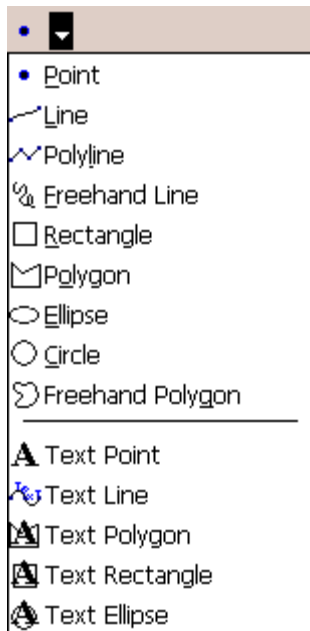 Point
Line
Polyline
Freehand Line
Rectangle
Polygon
Ellipse
Circle
Freehand Polygon
A Text Point
Text Line
A Text Polygon
A Text Rectangle
A Text Ellipse